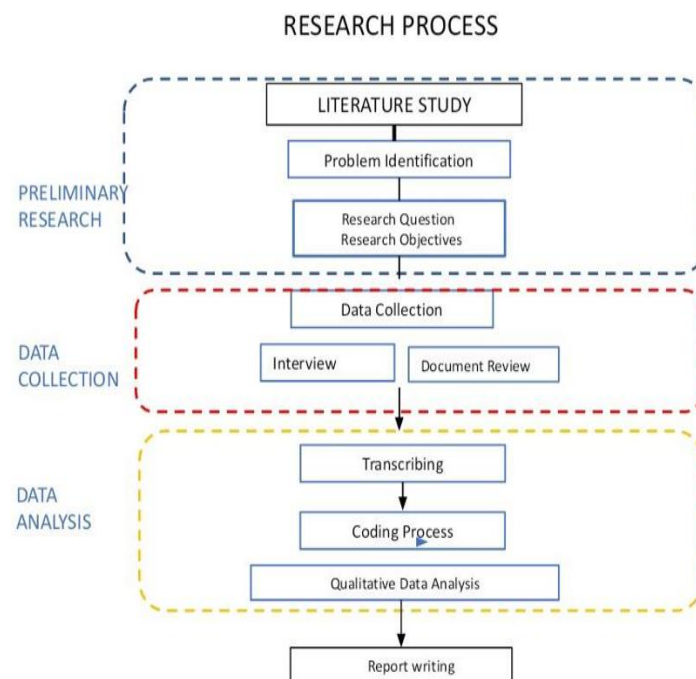 RESEARCH PROCESS
LITERATURE STUDY
Problem Identification
PRELIMINARY
RESEARCH
Research Question
Research Objectives
Data Collection
DATA
COLLECTION
Interview
Document Review
Transcribing
DATA
ANALYSIS
Coding Process
Qualitative Data Analysis
Report writing